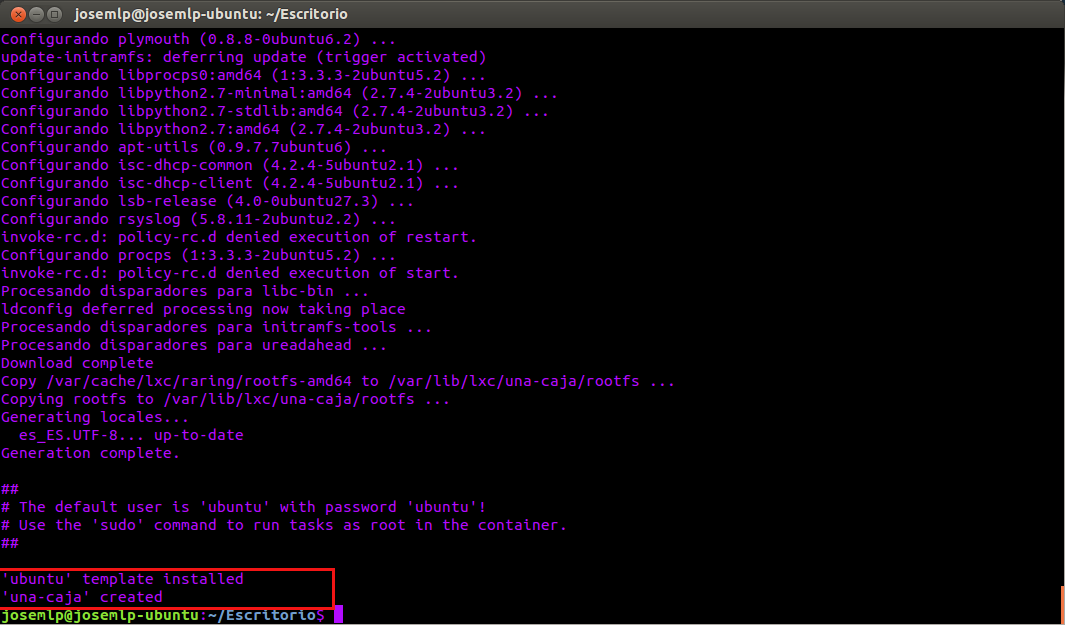 josemlp@josemlp-ubuntu: ~/Escritorio
Configurando plymouth (0.8.8-0ubuntu6.2) ...
update-initramfs: deferring update (trigger activated)
Configurando libprocps0:amd64 (1:3.3.3-2ubuntu5.2) ...
Configurando libpython2.7-minimal:amd64 (2.7.4-2ubuntu3.2) ...
Configurando libpython2.7-stdlib:amd64 (2.7.4-2ubuntu3.2) ...
Configurando libpython2.7:amd64 (2.7.4-2ubuntu3.2) ...
Configurando apt-utils (0.9.7.7ubuntu6) ...
Configurando isc-dhcp-common (4.2.4-5ubuntu2.1) ...
Configurando isc-dhcp-client (4.2.4-5ubuntu2.1) ...
Configurando lsb-release (4.0-0ubuntu27.3) ...
Configurando rsyslog (5.8.11-2ubuntu2.2) ...
invoke-rc.d: policy-rc.d denied execution of restart.
Configurando procps (1:3.3.3-2ubuntu5.2) ...
invoke-rc.d: policy-rc.d denied execution of start.
Procesando disparadores para libc-bin ...
ldconfig deferred processing now taking place
Procesando disparadores para initramfs-tools ...
Procesando disparadores para ureadahead ...
Download complete
Copy /var/cache/lxc/raring/rootfs-amd64 to /var/lib/lxc/una-caja/rootfs ...
Copying rootfs to /var/lib/lxc/una-caja/rootfs ...
Generating locales...
  es_ES.UTF-8... up-to-date
Generation complete.
##
# The default user is 'ubuntu' with password 'ubuntu'!
# Use the 'sudo' command to run tasks as root in the container.
##
'ubuntu' template installed
'una-caja' created
josemlp@josemlp-ubuntu:~/Escritorio$